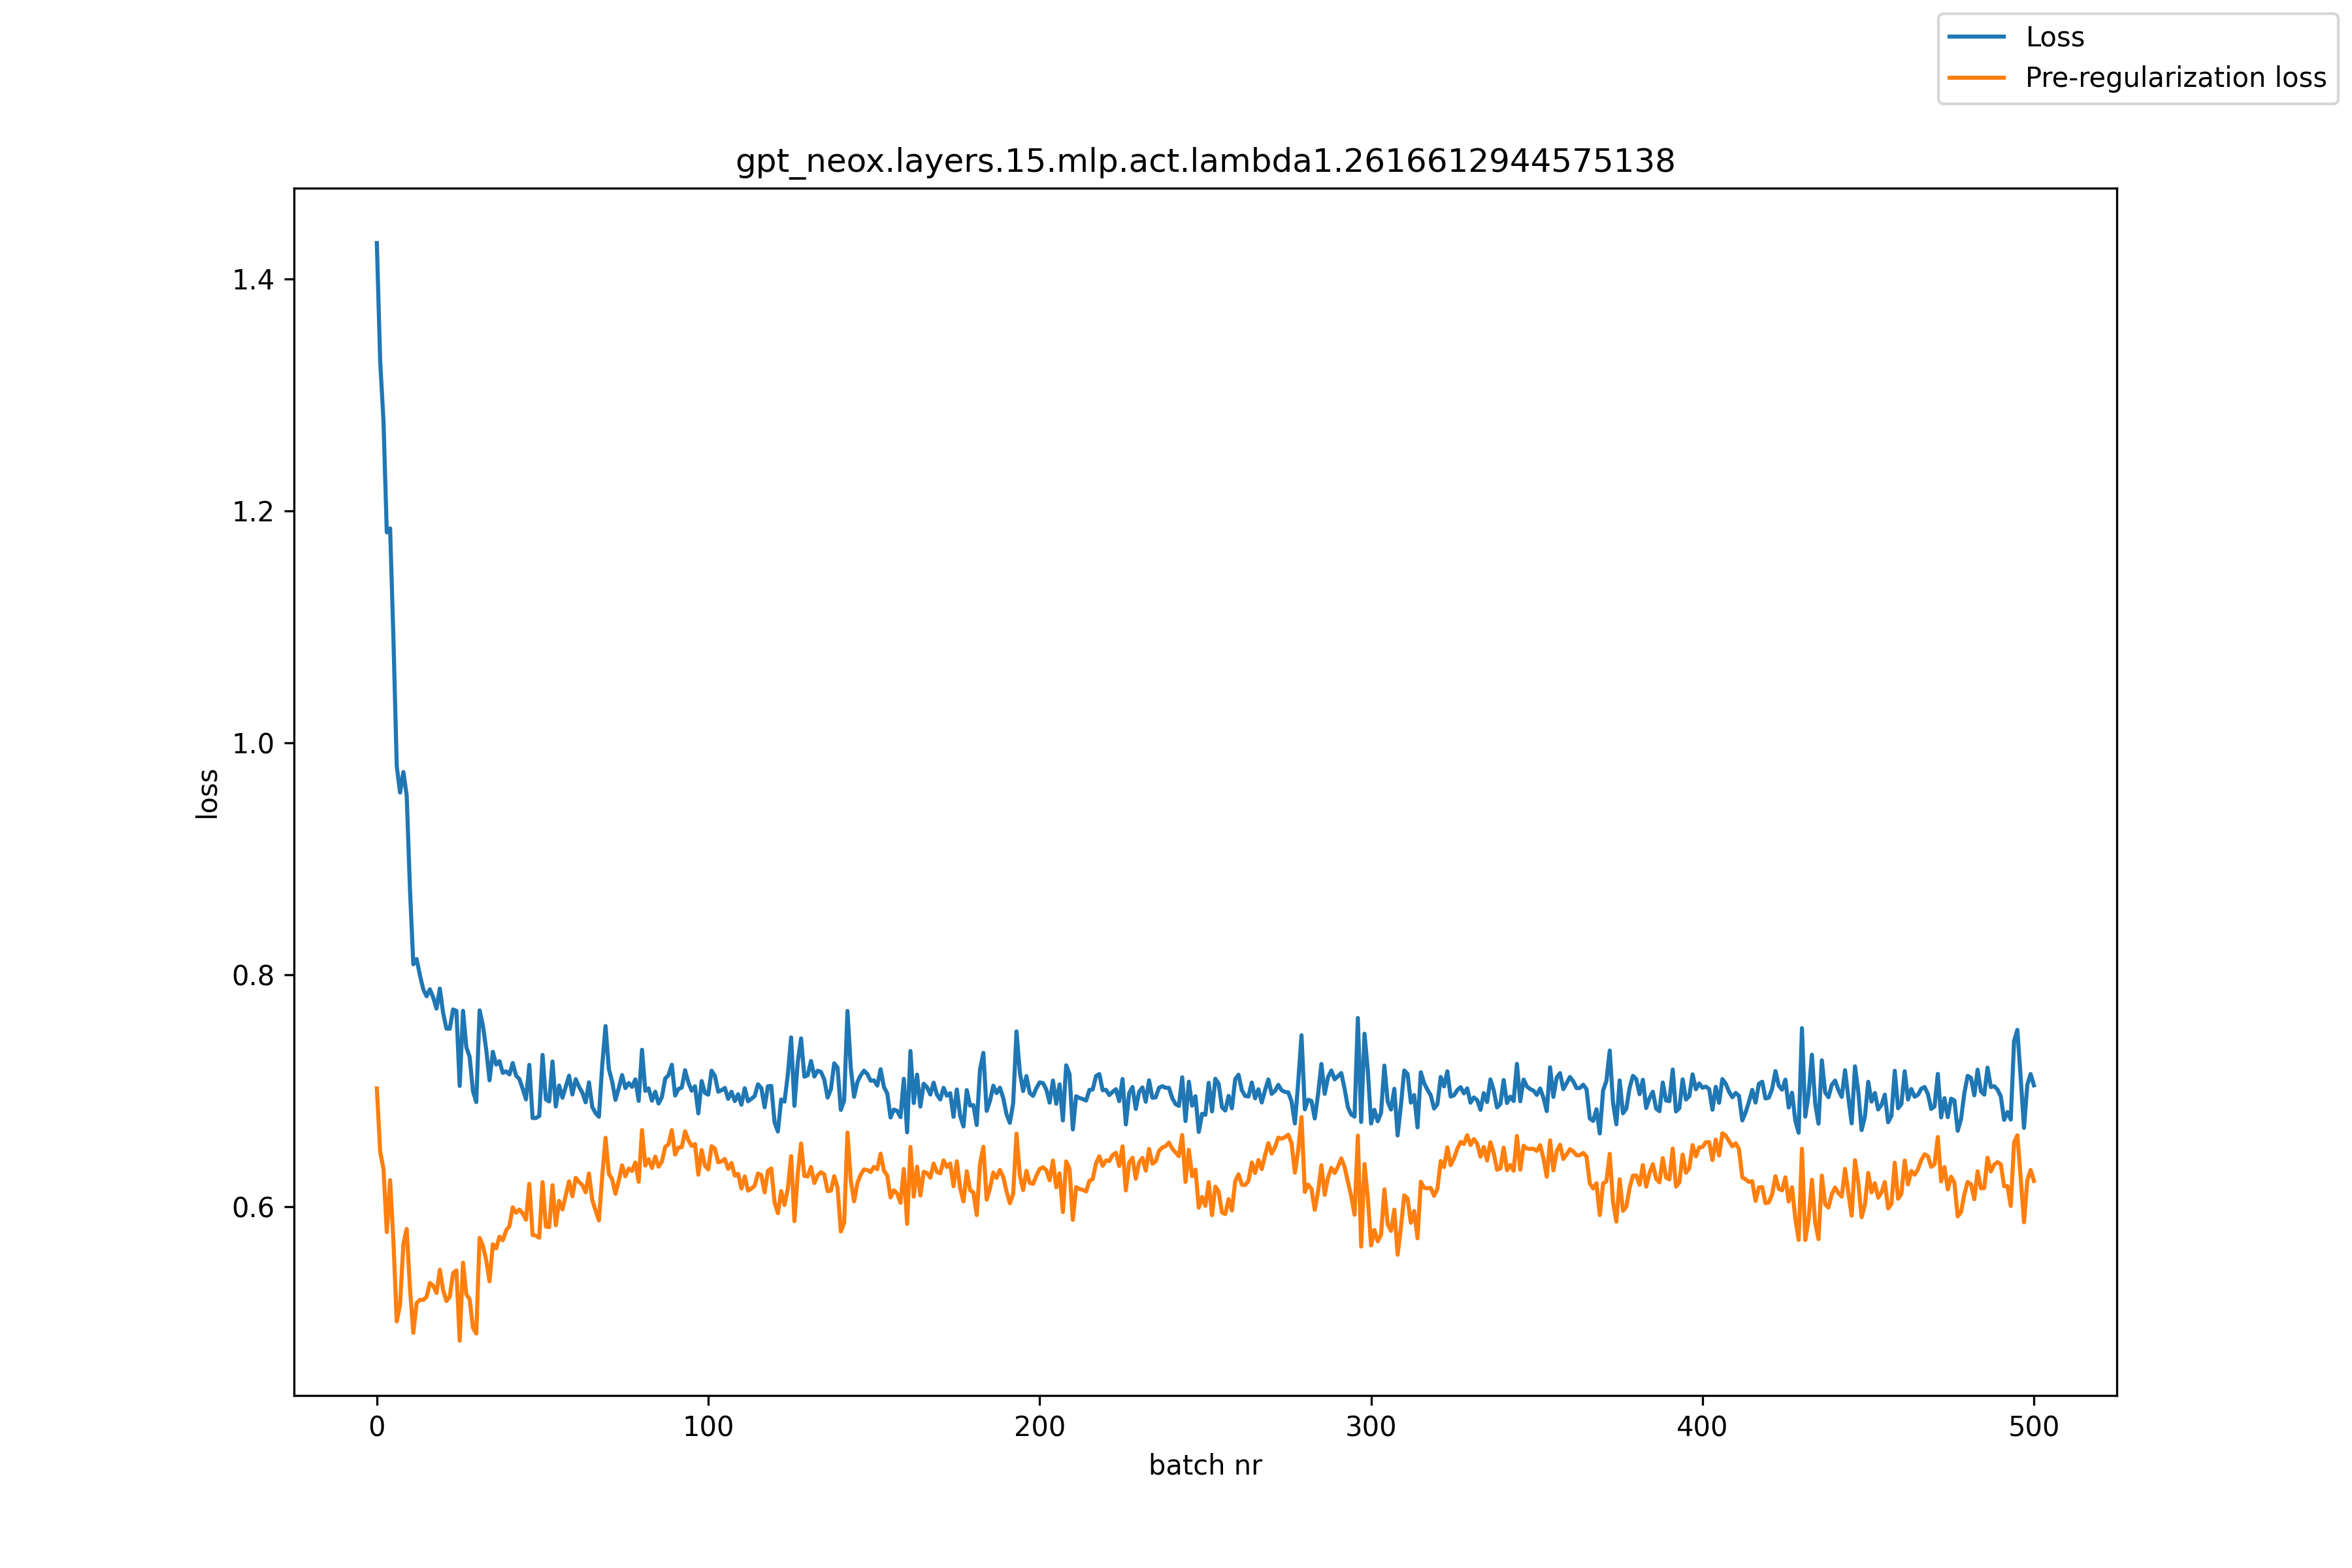 Loss
Pre-regularization loss
gpt_neox.layers.15.mlp.act.lambda1.2616612944575138
1.4
1.2
1.0
0.8
0.6
loss
0 100 200 300 400 500
batch nr